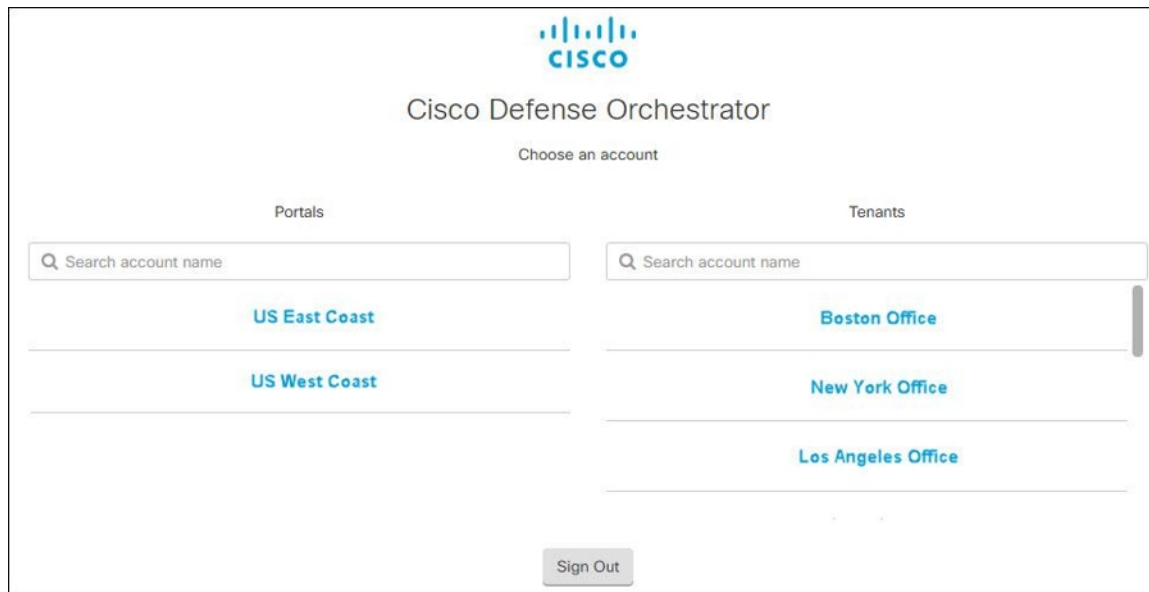 CISCO
Cisco Defense Orchestrator
Choose an account
Portals
Search account name
US East Coast
US West Coast
Tenants
Search account name
Boston Office
New York Office
Los Angeles Office
Sign Out